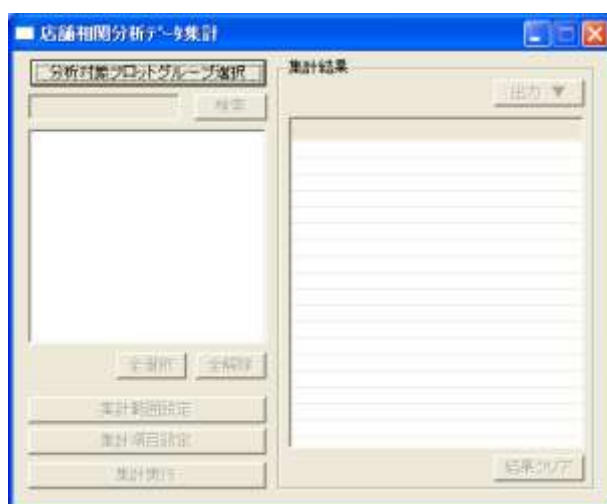 店舗相関分析ﾃﾞｰﾀ集計
分析対象プロットグループ選択
検索
全選択
全解除
集計範囲設定
集計項目設定
集計実行
集計結果
出力 ▼
結果クリア